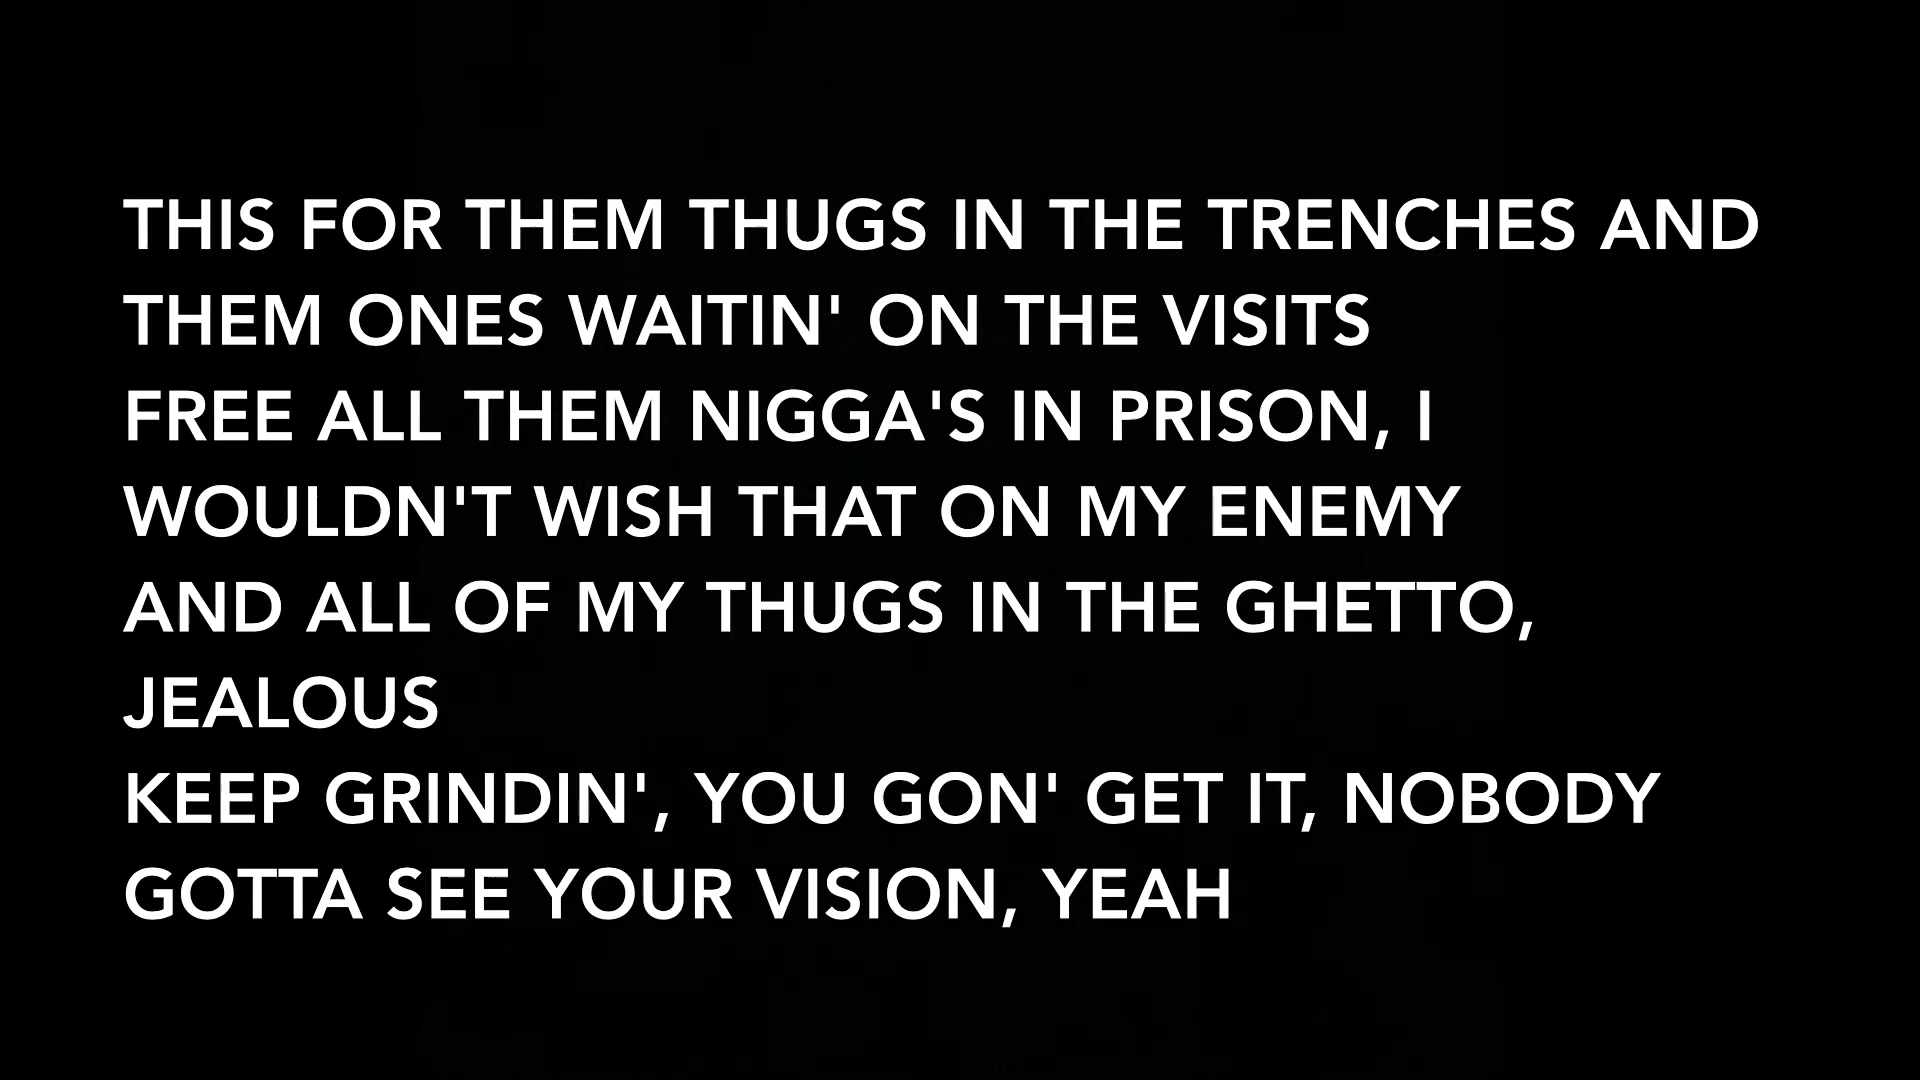 THIS FOR THEM THUGS IN THE TRENCHES AND
THEM ONES WAITIN' ON THE VISITS
FREE ALL THEM NIGGA'S IN PRISON, I
WOULDN'T WISH THAT ON MY ENEMY
AND ALL OF MY THUGS IN THE GHETTO,
JEALOUS
KEEP GRINDIN', YOU GON' GET IT, NOBODY
GOTTA SEE YOUR VISION, YEAH